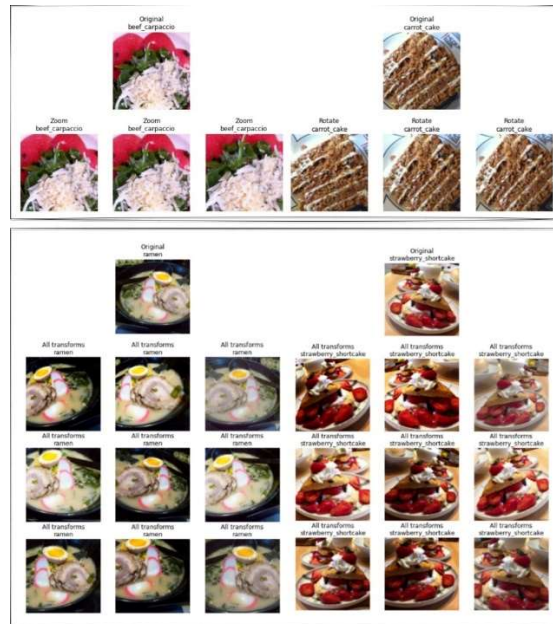 Original
beef_carpaccio
Original
carrot_cake
Zoom
beef_carpaccio
Zoom
beef_carpaccio
Zoom
beef_carpaccio
Rotate
carrot_cake
Rotate
carrot_cake
Rotate
carrot_cake
Original
ramen
Original
strawberry_shortcake
All transforms
ramen
All transforms
ramen
All transforms
ramen
All transforms
strawberry_shortcake
All transforms
strawberry_shortcake
All transforms
strawberry_shortcake
All transforms
ramen
All transforms
ramen
All transforms
ramen
All transforms
strawberry_shortcake
All transforms
strawberry_shortcake
All transforms
strawberry_shortcake
All transforms
ramen
All transforms
ramen
All transforms
ramen
All transforms
strawberry_shortcake
All transforms
strawberry_shortcake
All transforms
strawberry_shortcake